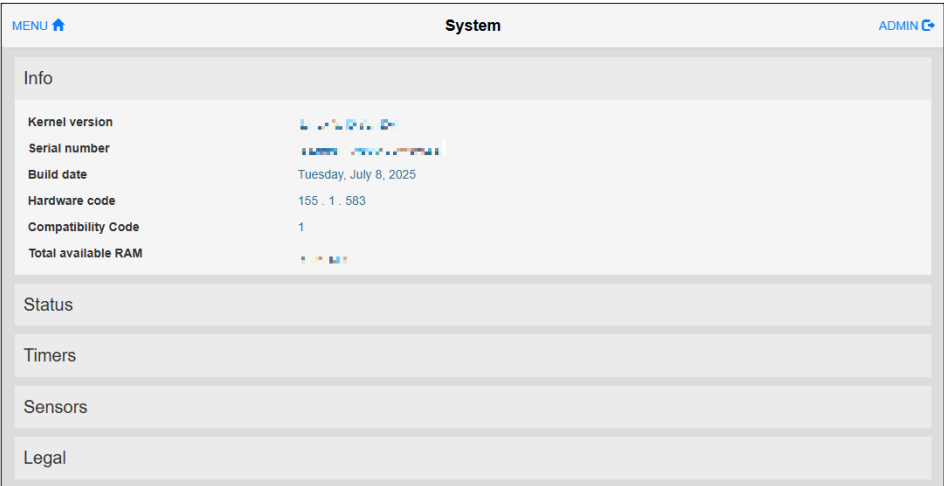 MENU System ADMIN
Info
Kernel version
Serial number
Build date Tuesday, July 8, 2025
Hardware code 155 . 1 . 583
Compatibility Code 1
Total available RAM
Status
Timers
Sensors
Legal